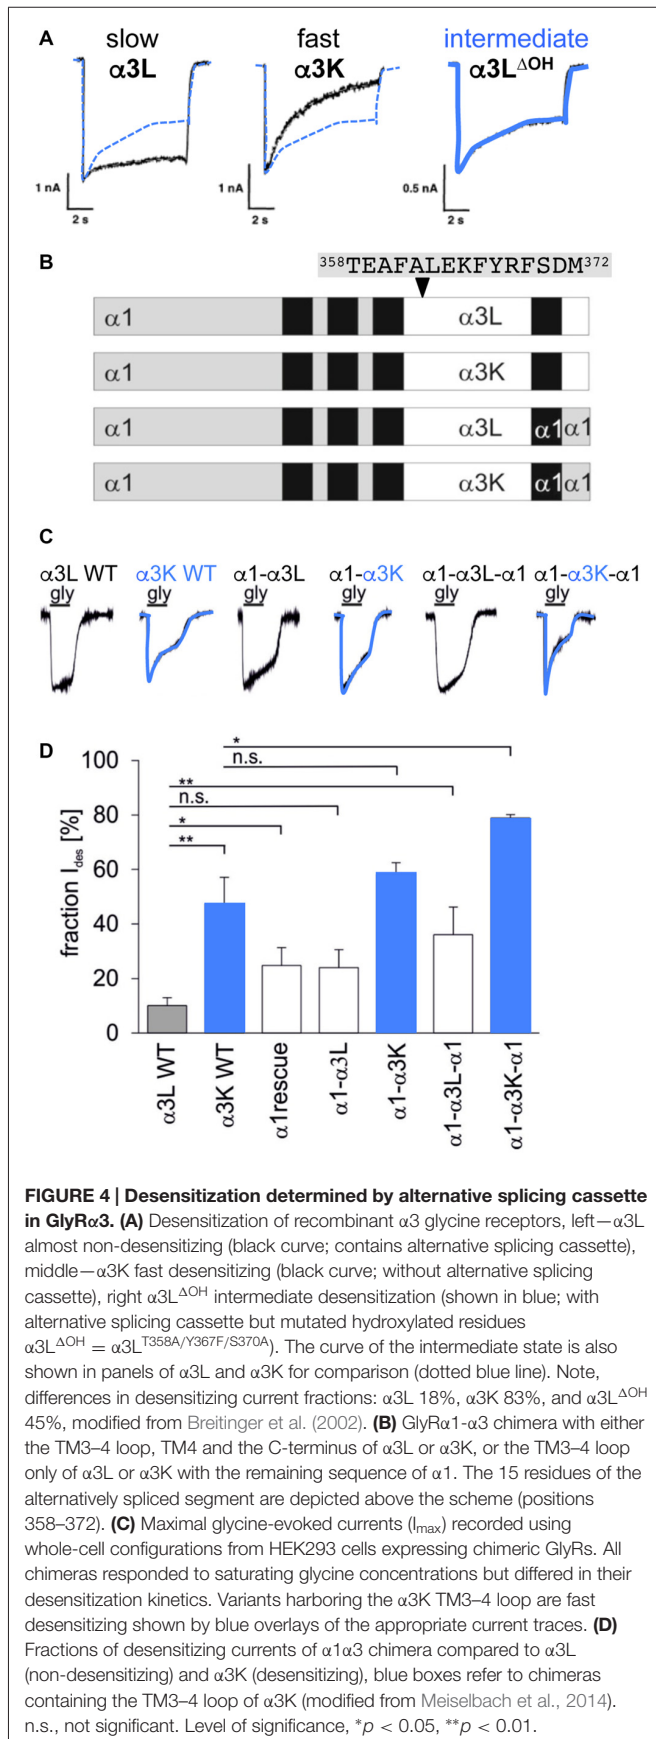 A
slow
α3L
fast
α3K
intermediate
α3L^ΔOH
1 nA
2 s
1 nA
2 s
0.5 nA
2 s
B
³⁵⁸TEAFALEKFYRFSDM³⁷²
α1 α3L
α1 α3K
α1 α3L α1 α1
α1 α3K α1 α1
C
α3L WT α3K WT α1-α3L α1-α3K α1-α3L-α1 α1-α3K-α1
gly gly gly gly gly gly
D
*
n.s.
**
n.s.
*
**
fraction I_des [%]
100
80
60
40
20
0
α3L WT
α3K WT
α1rescue
α1-α3L
α1-α3K
α1-α3L-α1
α1-α3K-α1
FIGURE 4 | Desensitization determined by alternative splicing cassette
in GlyRα3. (A) Desensitization of recombinant α3 glycine receptors, left—α3L
almost non-desensitizing (black curve; contains alternative splicing cassette),
middle—α3K fast desensitizing (black curve; without alternative splicing
cassette), right α3L^ΔOH intermediate desensitization (shown in blue; with
alternative splicing cassette but mutated hydroxylated residues
α3L^ΔOH = α3L^T358A/Y367F/S370A). The curve of the intermediate state is also
shown in panels of α3L and α3K for comparison (dotted blue line). Note,
differences in desensitizing current fractions: α3L 18%, α3K 83%, and α3L^ΔOH
45%, modified from Breitinger et al. (2002). (B) GlyRα1-α3 chimera with either
the TM3–4 loop, TM4 and the C-terminus of α3L or α3K, or the TM3–4 loop
only of α3L or α3K with the remaining sequence of α1. The 15 residues of the
alternatively spliced segment are depicted above the scheme (positions
358–372). (C) Maximal glycine-evoked currents (I_max) recorded using
whole-cell configurations from HEK293 cells expressing chimeric GlyRs. All
chimeras responded to saturating glycine concentrations but differed in their
desensitization kinetics. Variants harboring the α3K TM3–4 loop are fast
desensitizing shown by blue overlays of the appropriate current traces. (D)
Fractions of desensitizing currents of α1α3 chimera compared to α3L
(non-desensitizing) and α3K (desensitizing), blue boxes refer to chimeras
containing the TM3–4 loop of α3K (modified from Meiselbach et al., 2014).
n.s., not significant. Level of significance, *p < 0.05, **p < 0.01.